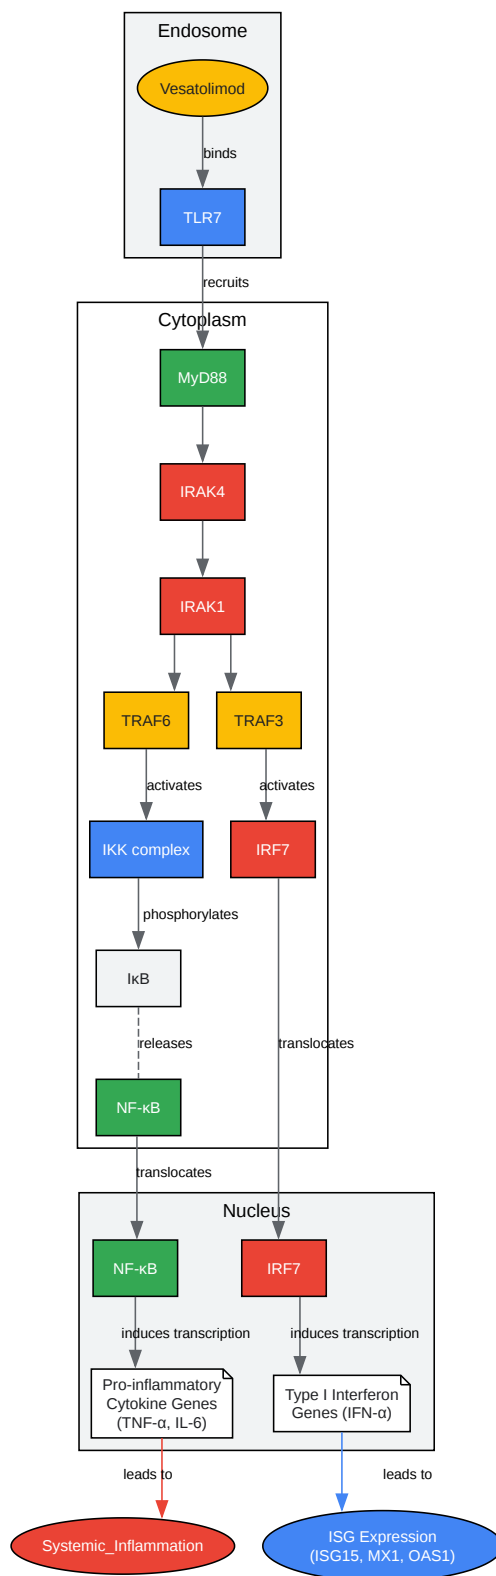 Endosome
Vesatolimod
binds
TLR7
recruits
Cytoplasm
MyD88
IRAK4
IRAK1
TRAF6
TRAF3
activates
activates
IKK complex
IRF7
phosphorylates
IκB
releases
translocates
NF-κB
translocates
Nucleus
NF-κB
IRF7
induces transcription
induces transcription
Pro-inflammatory
Cytokine Genes
(TNF-α, IL-6)
Type I Interferon
Genes (IFN-α)
leads to
leads to
Systemic_Inflammation
ISG Expression
(ISG15, MX1, OAS1)